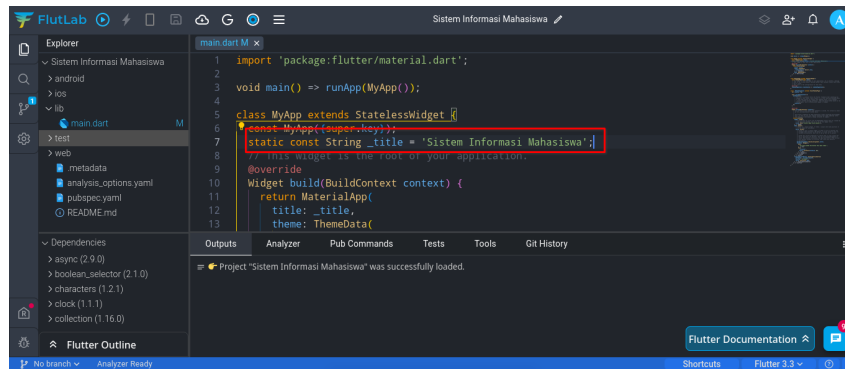 FlutLab
Sistem Informasi Mahasiswa
A
Explorer
main.dart M ×
Sistem Informasi Mahasiswa
android
ios
lib
main.dart M
test
web
.metadata
analysis_options.yaml
pubspec.yaml
README.md
1 import 'package:flutter/material.dart';
2
3 void main() => runApp(MyApp());
4
5 class MyApp extends StatelessWidget {
6 const MyApp({super.key});
7 static const String _title = 'Sistem Informasi Mahasiswa';
8 // This widget is the root of your application.
9 @override
10 Widget build(BuildContext context) {
11 return MaterialApp(
12 title: _title,
13 theme: ThemeData(
Dependencies
async (2.9.0)
boolean_selector (2.1.0)
characters (1.2.1)
clock (1.1.1)
collection (1.16.0)
Flutter Outline
Outputs Analyzer Pub Commands Tests Tools Git History
Project "Sistem Informasi Mahasiswa" was successfully loaded.
Flutter Documentation
No branch Analyzer Ready Shortcuts Flutter 3.3